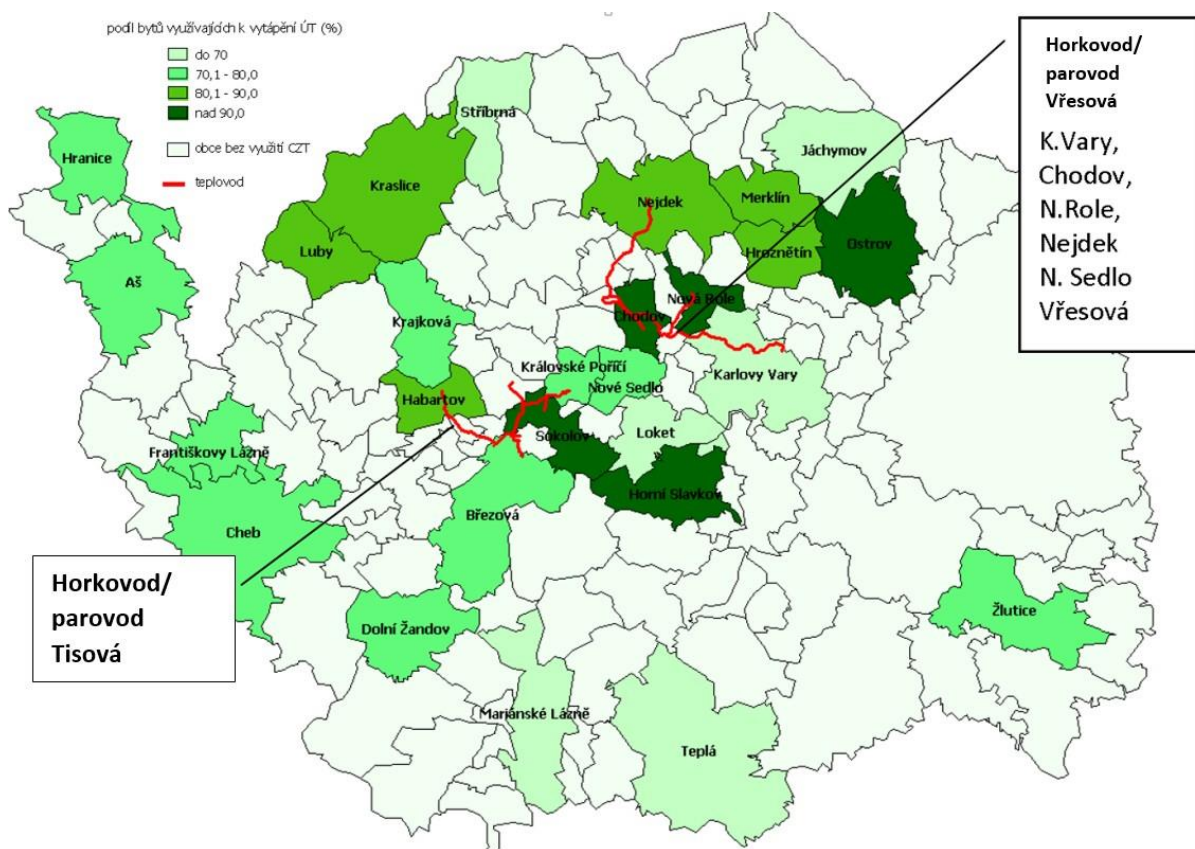 podíl bytů využívajících k vytápění ÚT (%)
do 70
70,1 - 80,0
80,1 - 90,0
nad 90,0
obce bez využití CZT
teplovod
Horkovod/
parovod
Vřesová
K.Vary,
Chodov,
N.Role,
Nejdek
N. Sedlo
Vřesová
Stříbrná
Jáchymov
Hranice
Kraslice
Nejdek
Merklín
Luby
Hroznětín
Ostrov
Aš
Nová Role
Chodov
Krajková
Královské Poříčí
Karlovy Vary
Nové Sedlo
Habartov
Sokolov
Loket
Františkovy Lázně
Horní Slavkov
Březová
Cheb
Horkovod/
parovod
Tisová
Žlutice
Dolní Žandov
Mariánské Lázně
Teplá